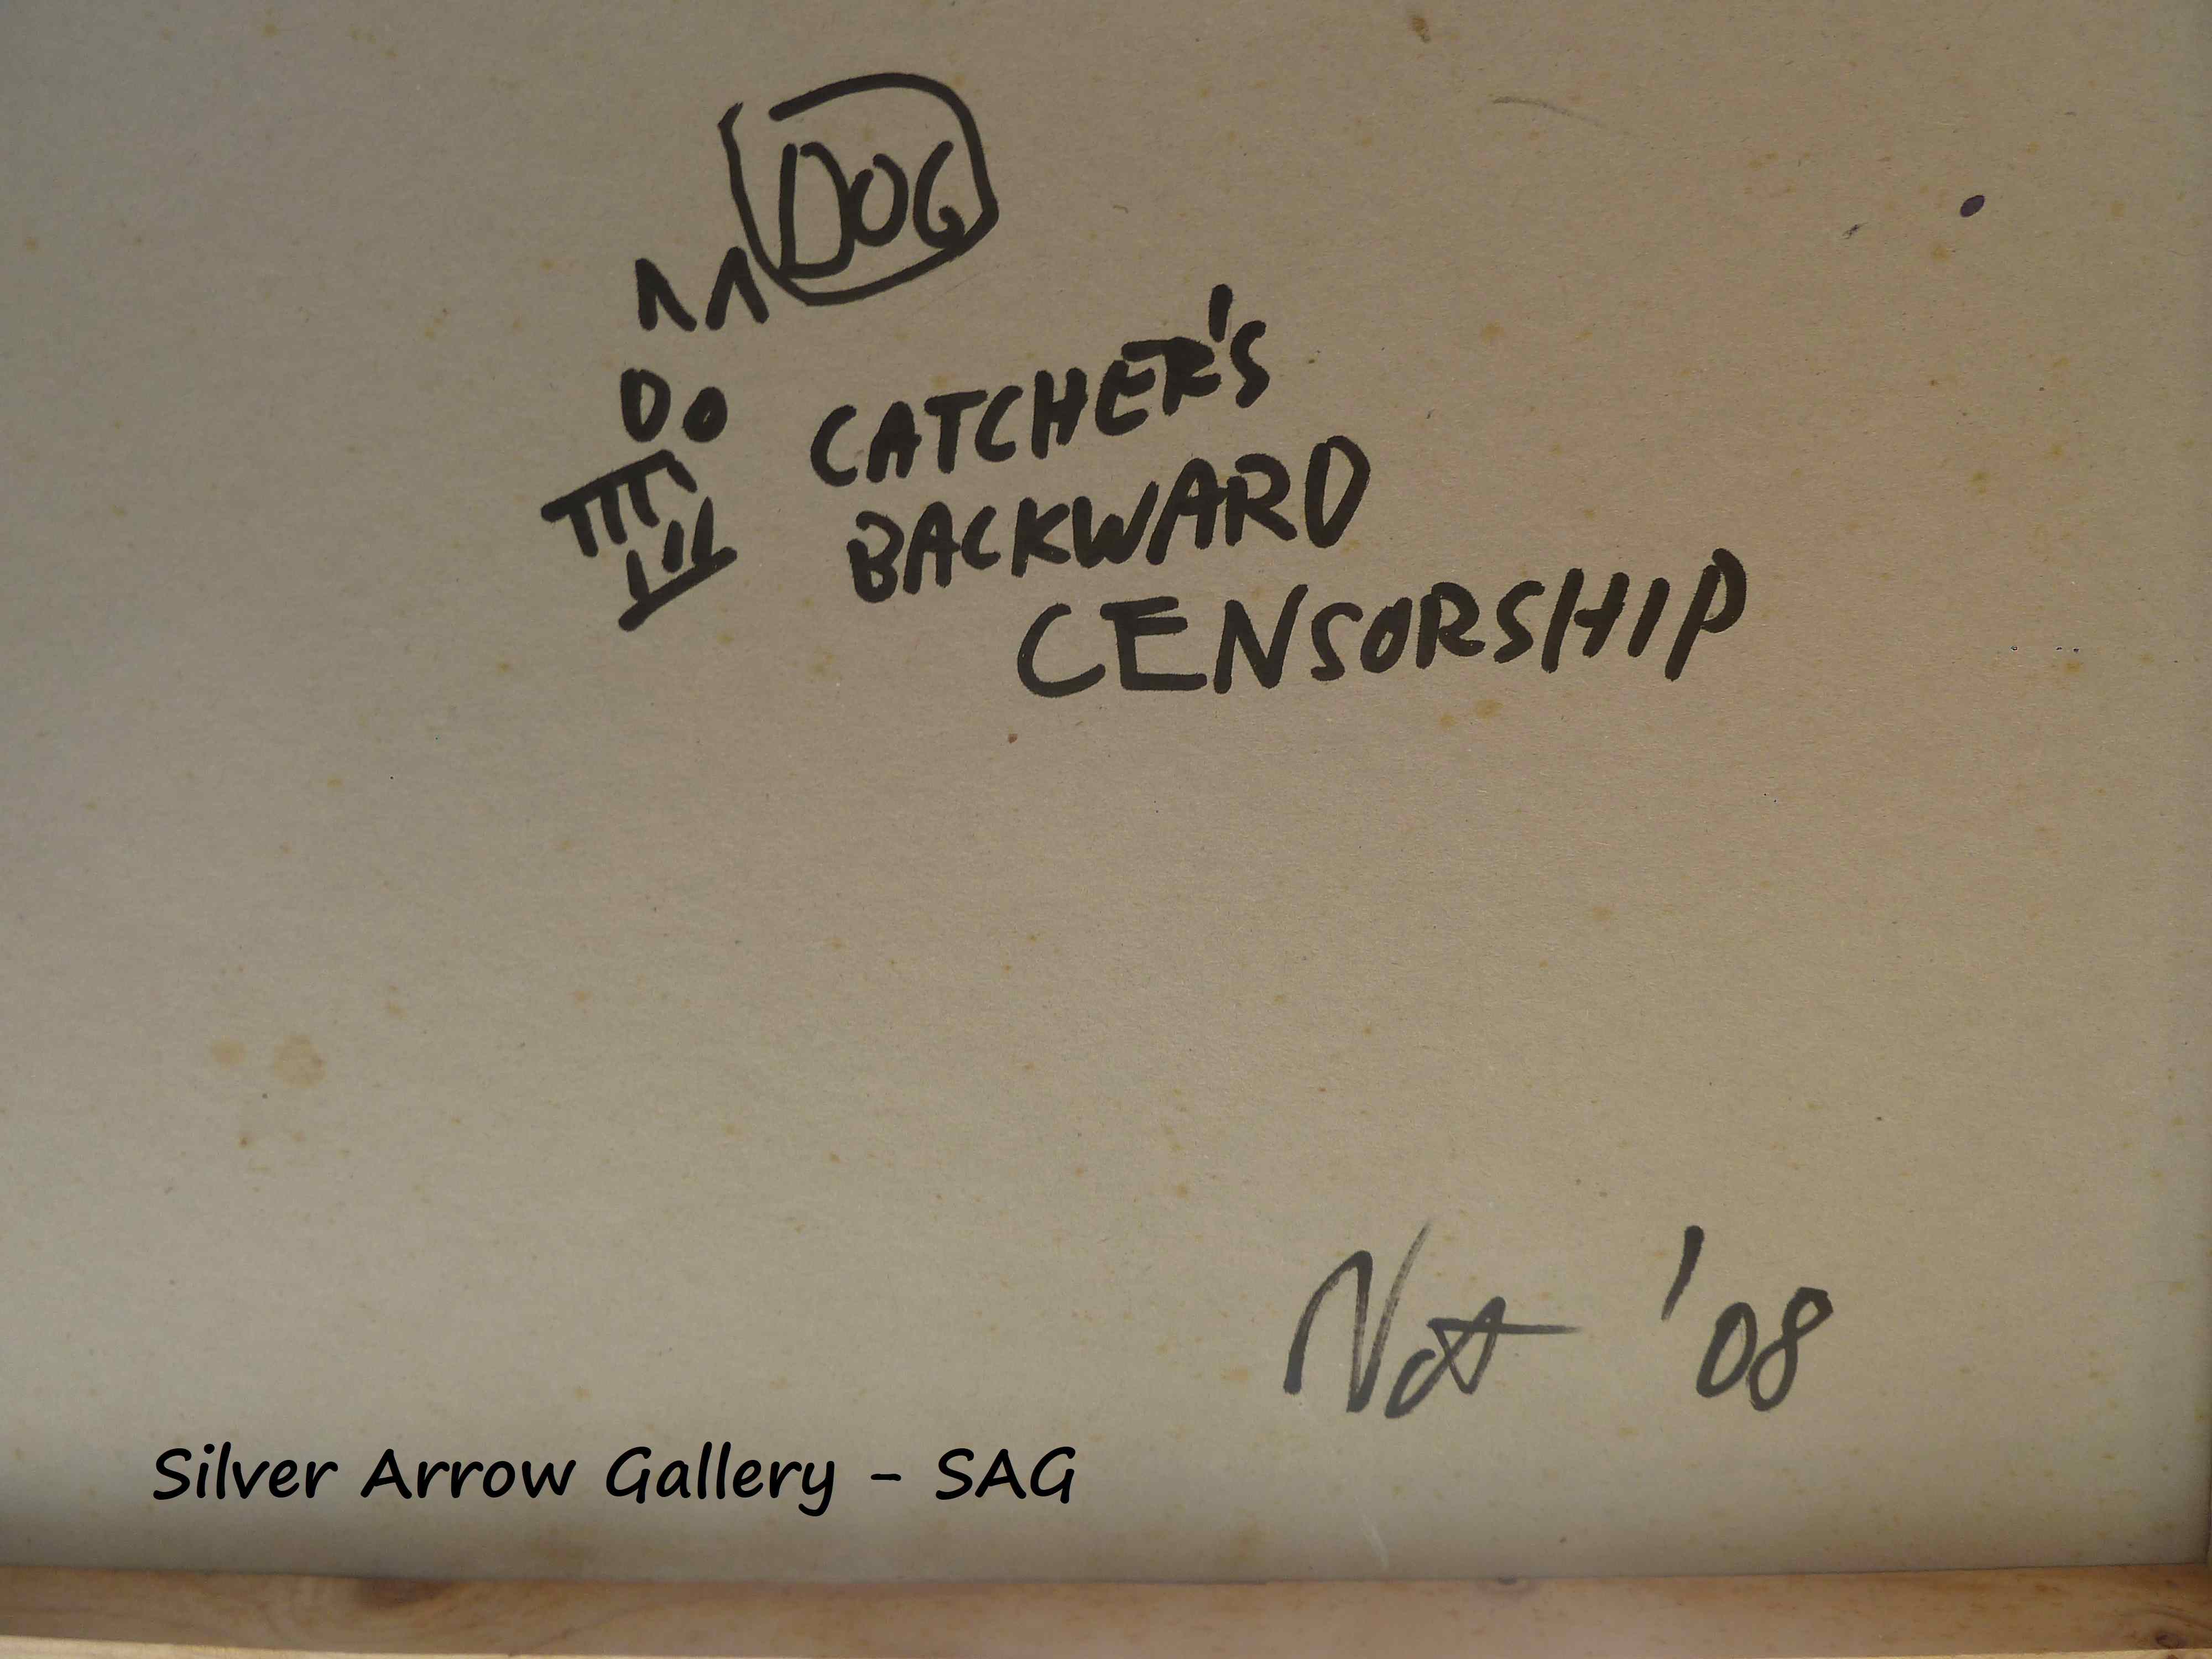 DOG
CATCHER'S
BACKWARD
CENSORSHIP
'08
Silver Arrow Gallery - SAG